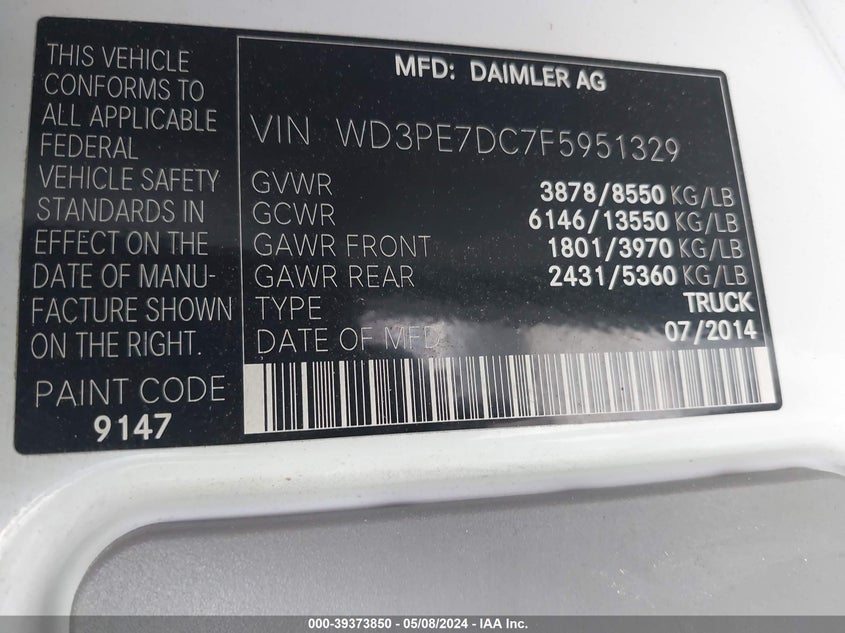 THIS VEHICLE
CONFORMS TO
ALL APPLICABLE
FEDERAL
VEHICLE SAFETY
STANDARDS IN
EFFECT ON THE
DATE OF MANU-
FACTURE SHOWN
ON THE RIGHT.
PAINT CODE
9147
MFD: DAIMLER AG
VIN WD3PE7DC7F5951329
GVWR 3878/8550 KG/LB
GCWR 6146/13550 KG/LB
GAWR FRONT 1801/3970 KG/LB
GAWR REAR 2431/5360 KG/LB
TYPE TRUCK
DATE OF MFD 07/2014
000-39373850 - 05/08/2024 - IAA Inc.